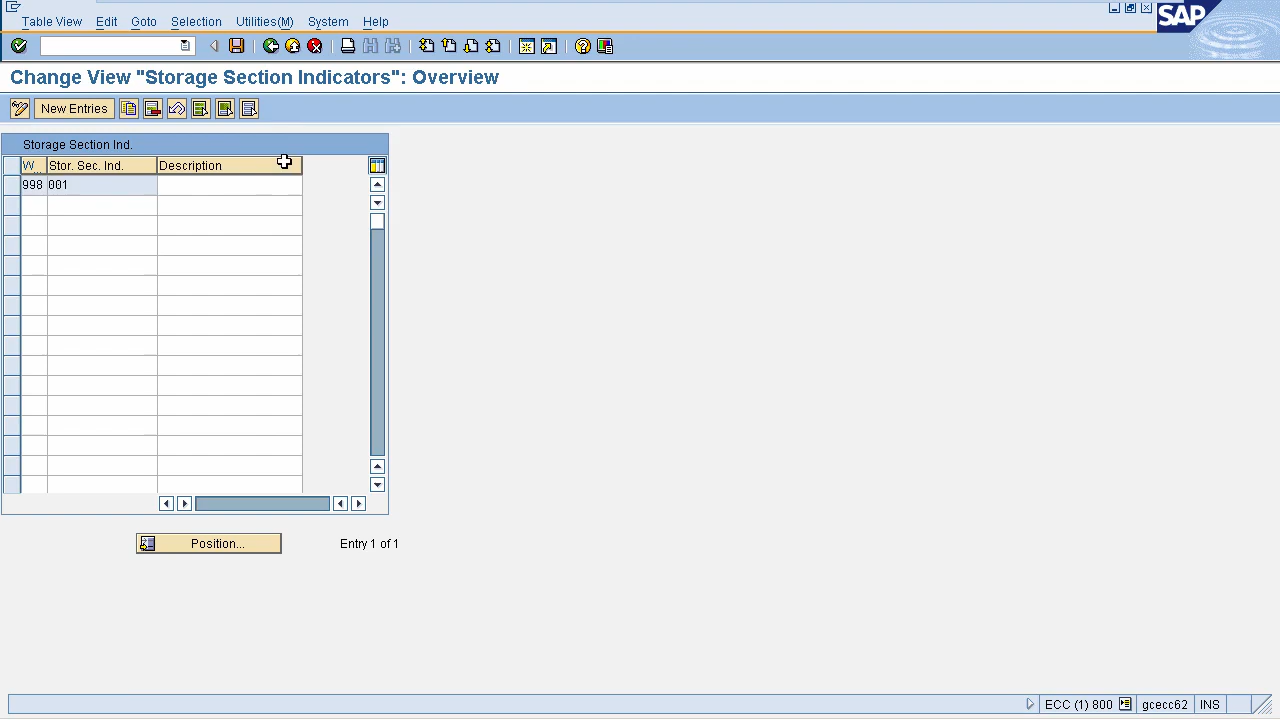 SAP
Table View Edit Goto Selection Utilities(M) System Help
Change View "Storage Section Indicators": Overview
New Entries
Storage Section Ind.
W... Stor. Sec. Ind. Description
998 001
Position... Entry 1 of 1
ECC (1) 800 gcecc62 INS